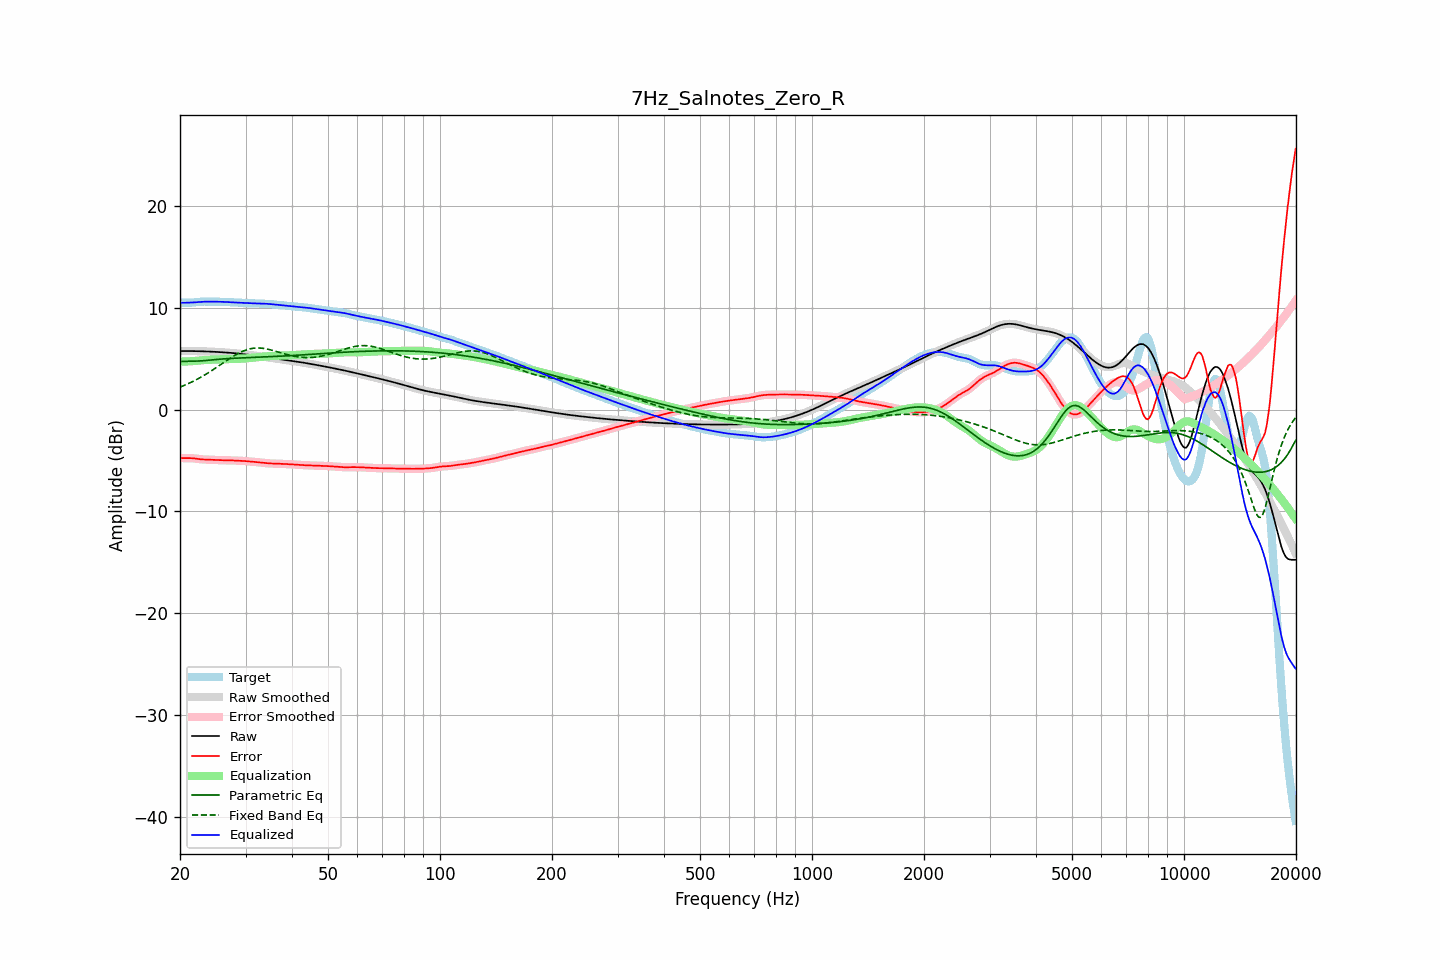 7Hz_Salnotes_Zero_R
20
10
0
−10
−20
−30
−40
Amplitude (dBr)
Target
Raw Smoothed
Error Smoothed
Raw
Error
Equalization
Parametric Eq
Fixed Band Eq
Equalized
20 50 100 200 500 1000 2000 5000 10000 20000
Frequency (Hz)